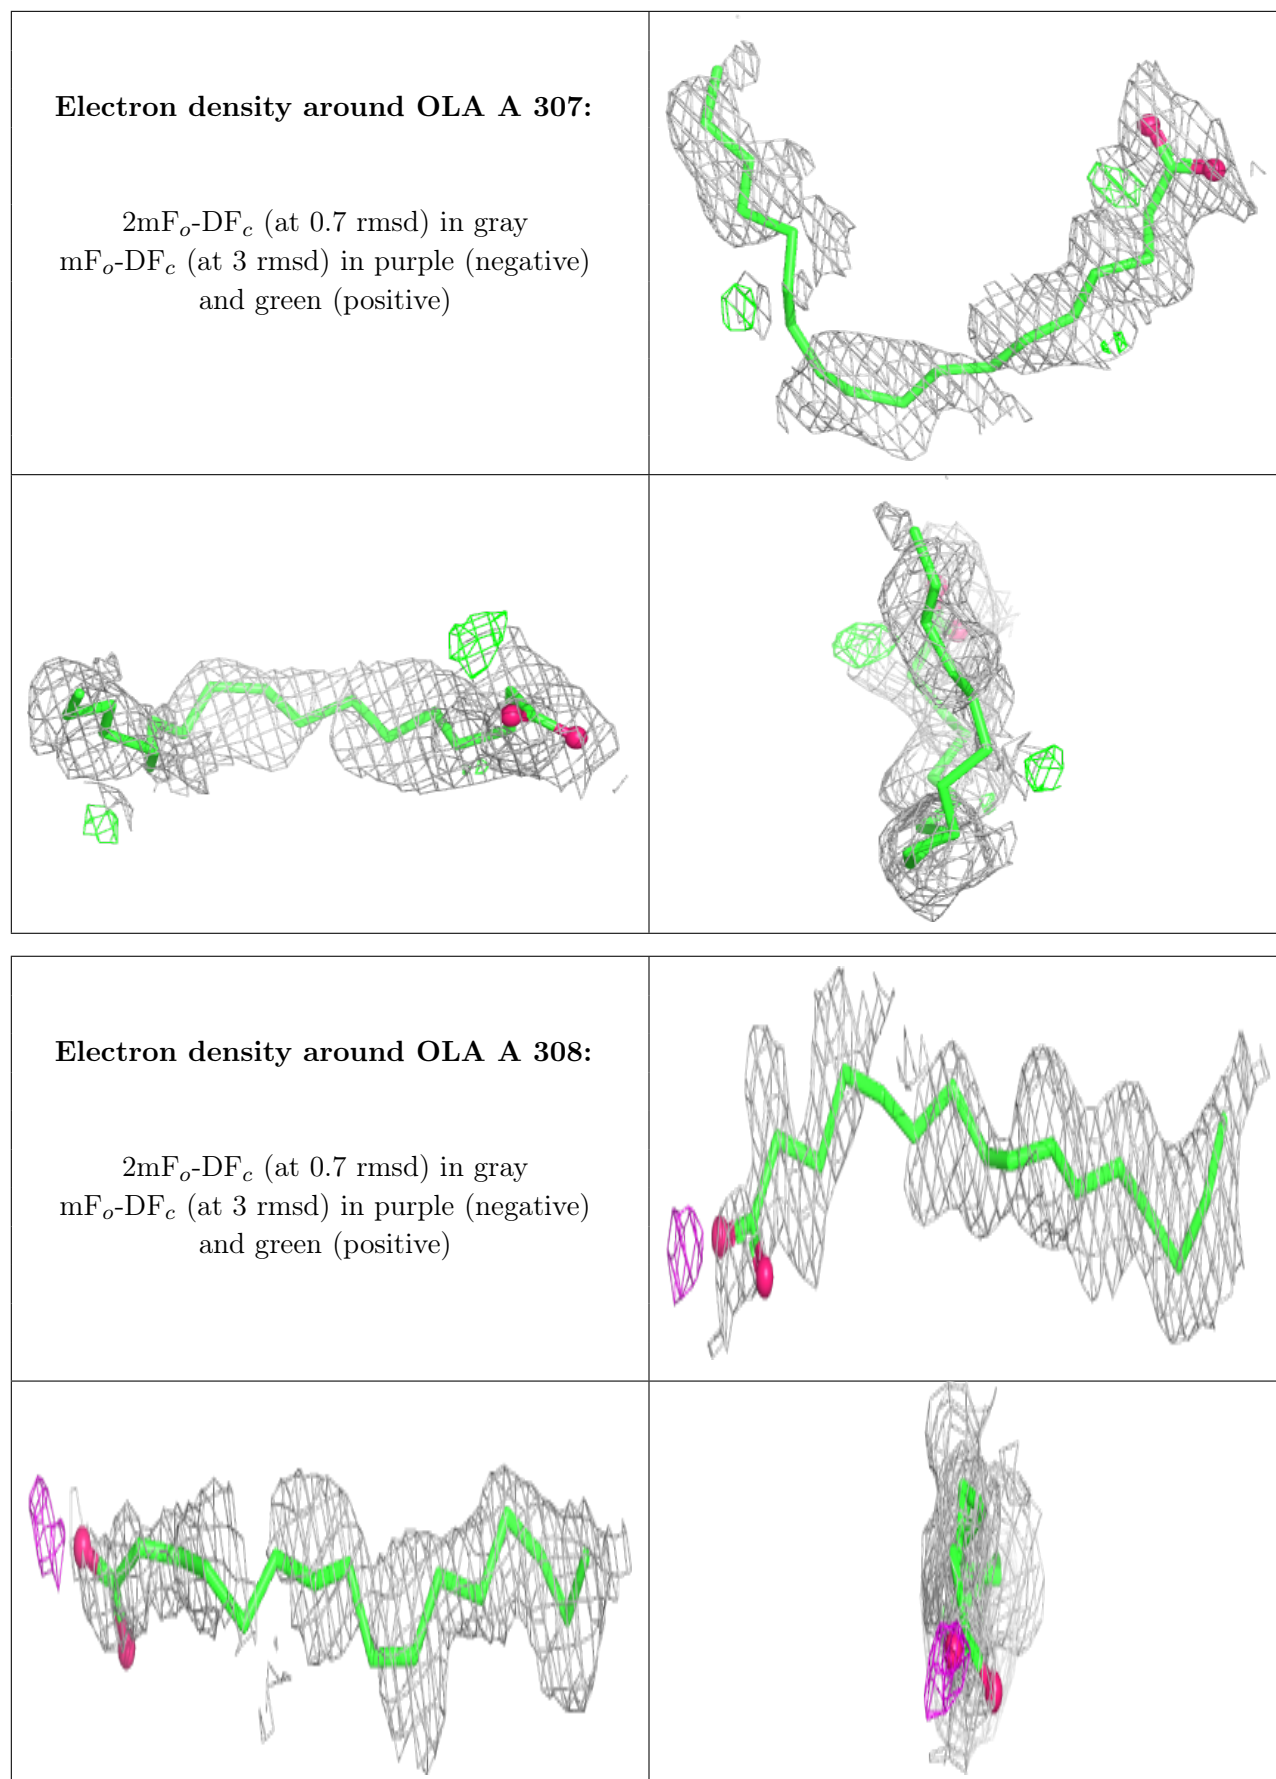 Electron density around OLA A 307:
2mFo-DFc (at 0.7 rmsd) in gray
mFo-DFc (at 3 rmsd) in purple (negative)
and green (positive)
Electron density around OLA A 308:
2mFo-DFc (at 0.7 rmsd) in gray
mFo-DFc (at 3 rmsd) in purple (negative)
and green (positive)